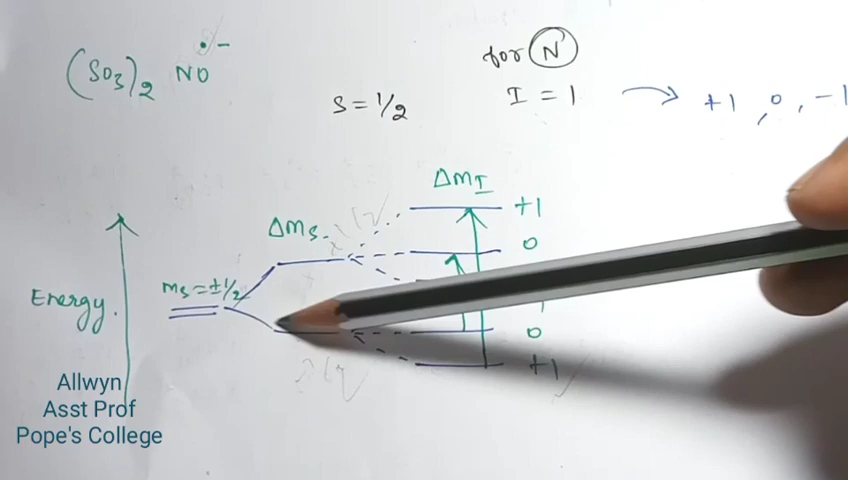 (SO₃)₂ NO•⁻
for N
S = 1/2
I = 1 → +1, 0, -1
ΔmI
+1
ΔmS
0
mS = ±1/2
Energy.
0
+1
Allwyn
Asst Prof
Pope's College